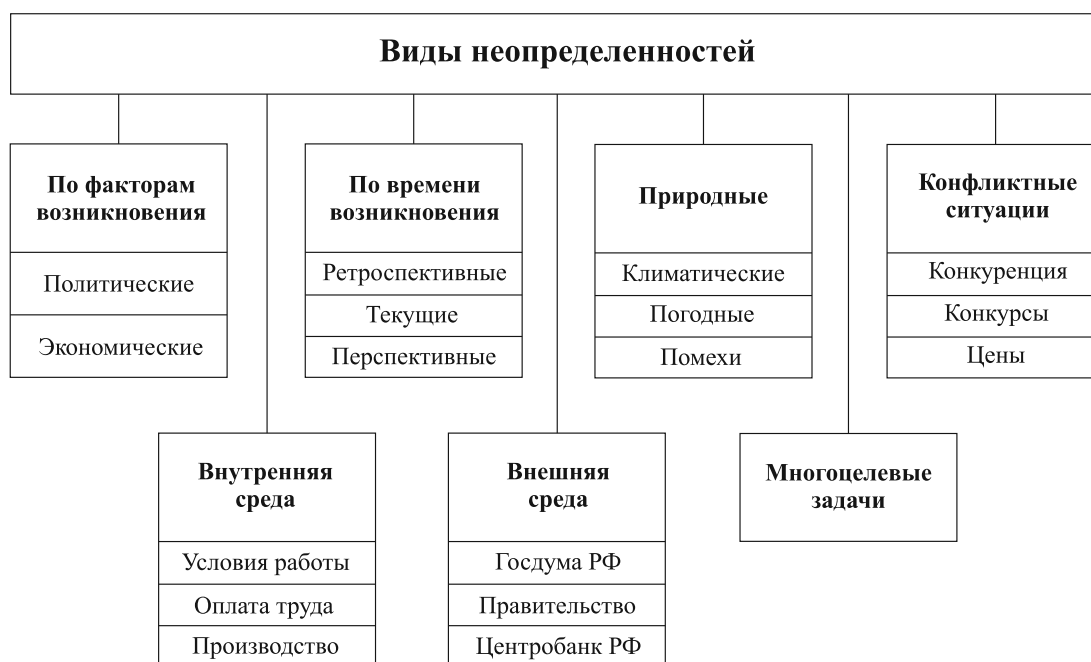 Виды неопределенностей
По факторам
возникновения
Политические
Экономические
По времени
возникновения
Ретроспективные
Текущие
Перспективные
Природные
Климатические
Погодные
Помехи
Конфликтные
ситуации
Конкуренция
Конкурсы
Цены
Внутренняя
среда
Условия работы
Оплата труда
Производство
Внешняя
среда
Госдума РФ
Правительство
Центробанк РФ
Многоцелевые
задачи